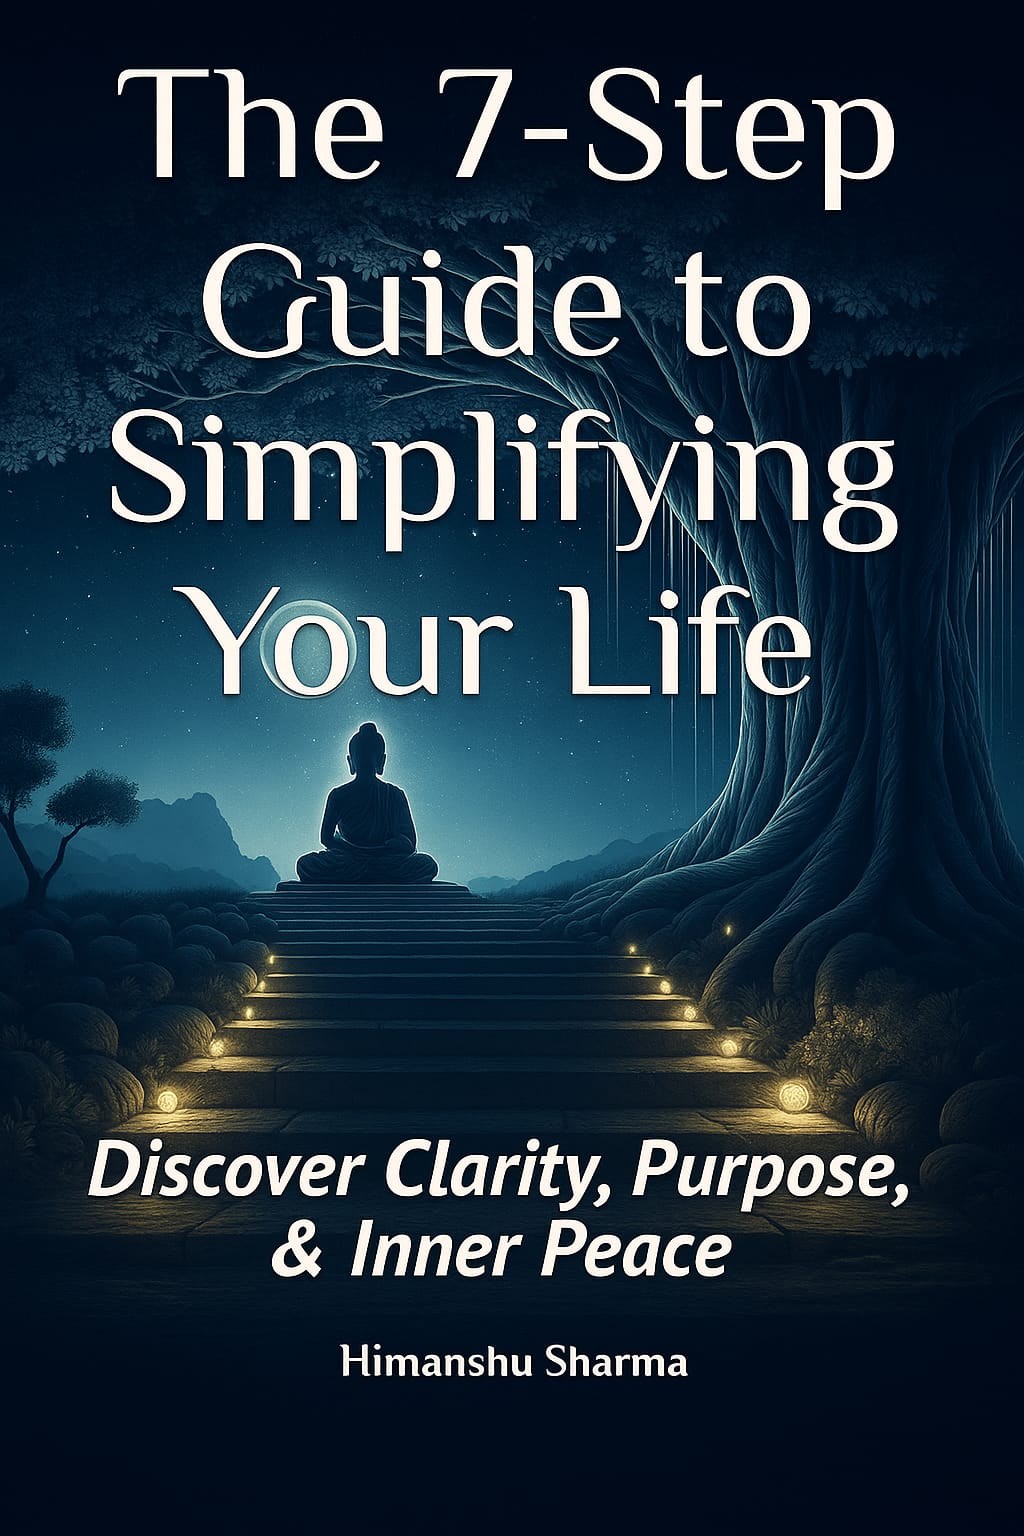 The 7-Step
Guide to
Simplifying
Your Life
Discover Clarity, Purpose,
& Inner Peace
Himanshu Sharma